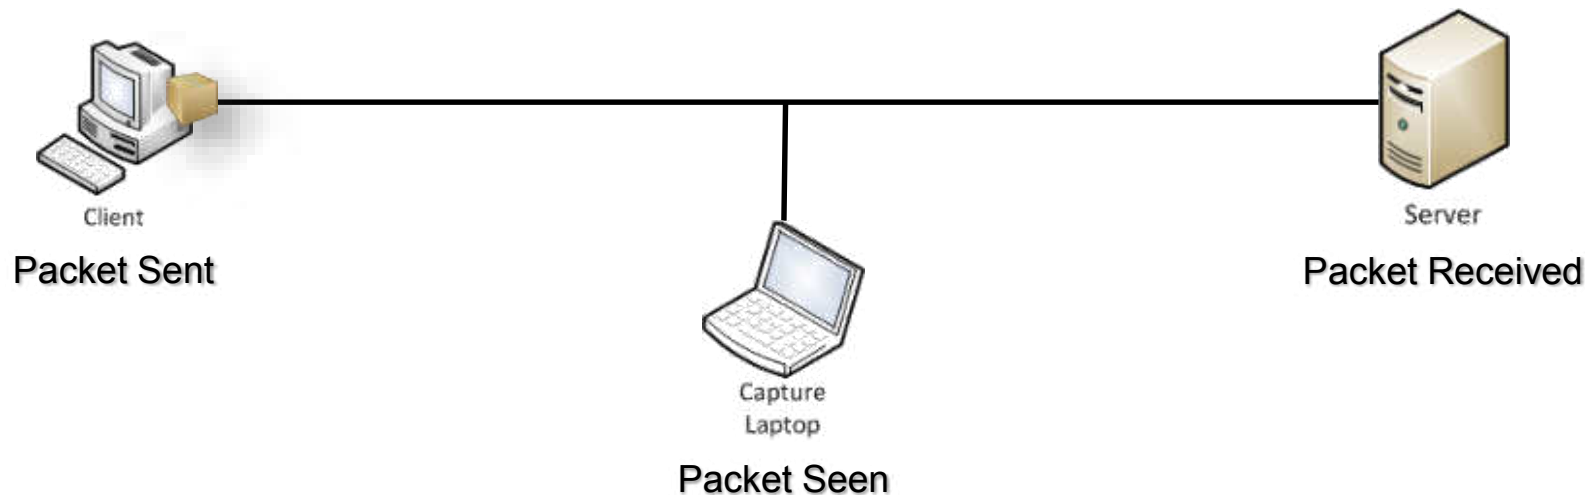 Client
Packet Sent
Server
Packet Received
Capture
Laptop
Packet Seen